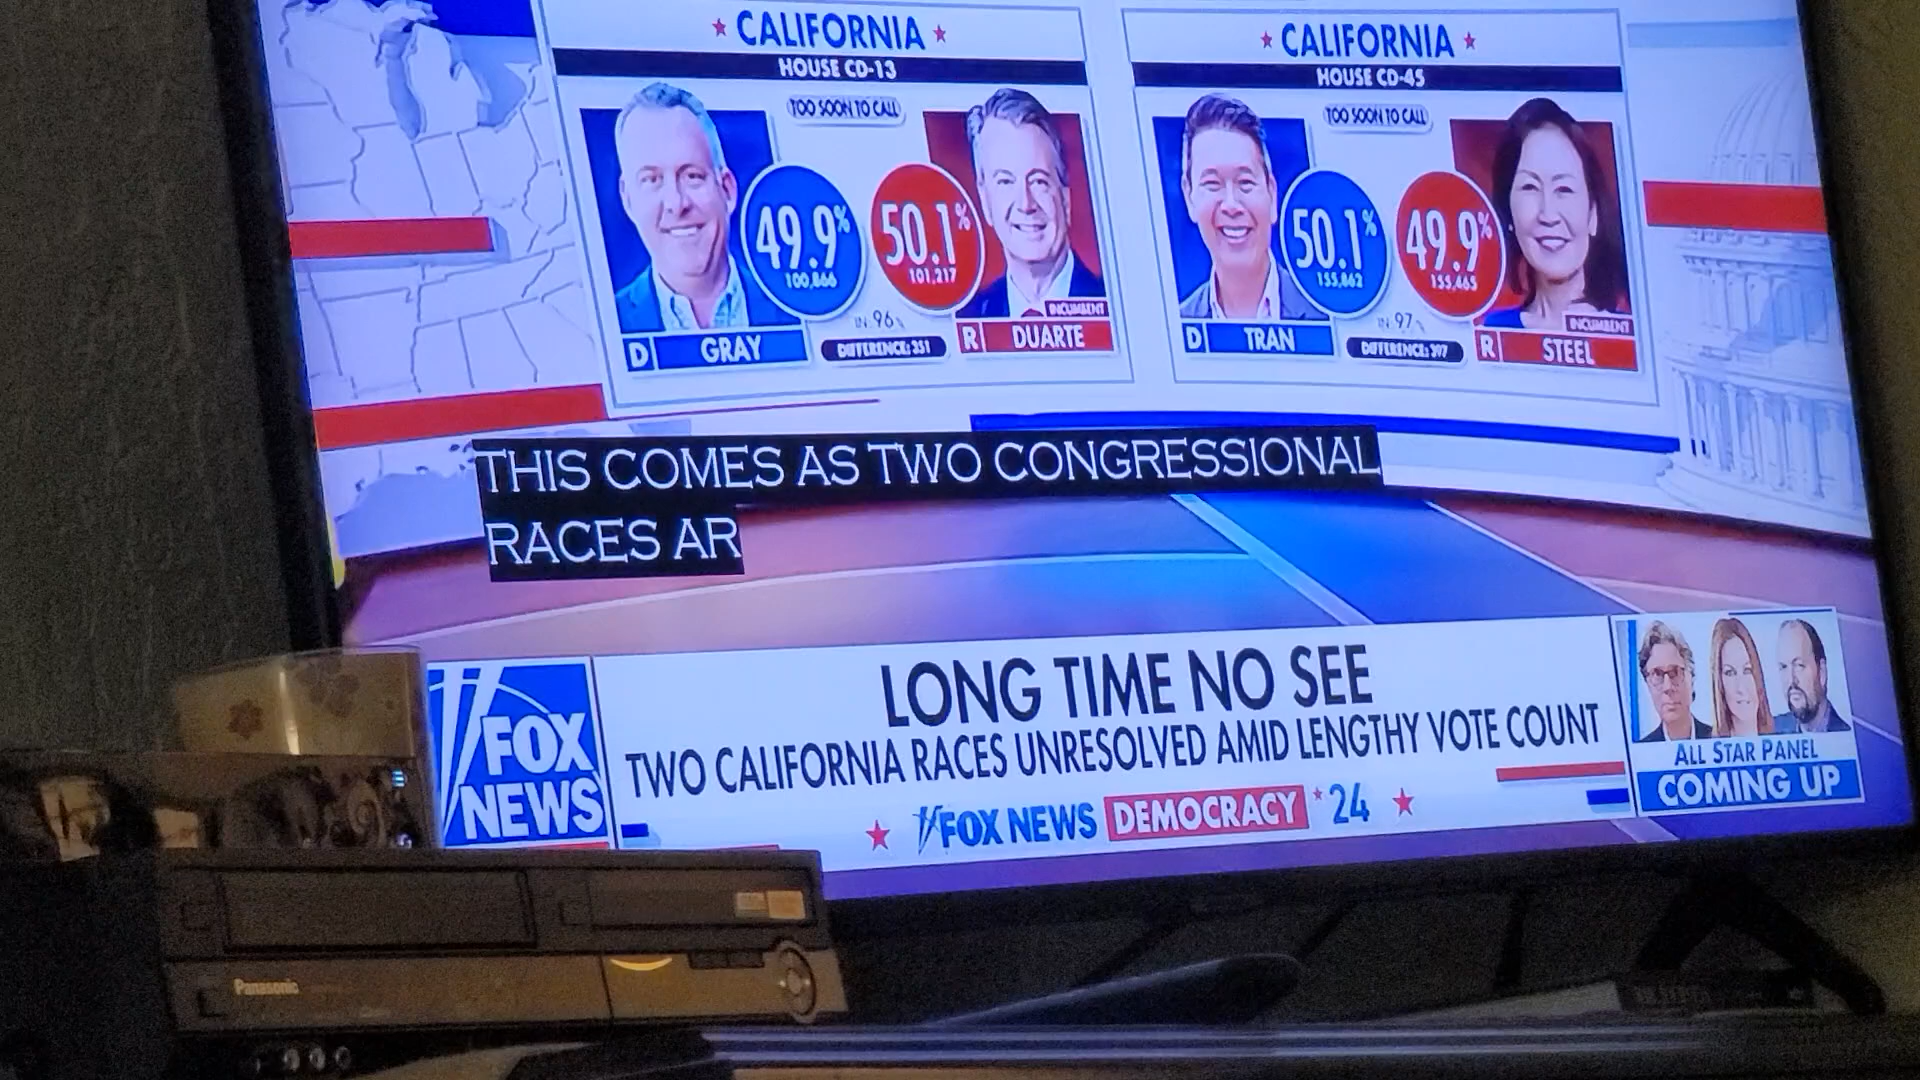 CALIFORNIA
HOUSE CD-13
TOO SOON TO CALL
49.9%
100,866
50.1%
101,217
INCUMBENT
IN: 96%
D GRAY
DIFFERENCE: 351
R DUARTE
CALIFORNIA
HOUSE CD-45
TOO SOON TO CALL
50.1%
155,862
49.9%
155,465
INCUMBENT
IN: 97%
D TRAN
DIFFERENCE: 397
R STEEL
THIS COMES AS TWO CONGRESSIONAL
RACES AR
FOX
NEWS
LONG TIME NO SEE
TWO CALIFORNIA RACES UNRESOLVED AMID LENGTHY VOTE COUNT
FOX NEWS DEMOCRACY '24
ALL STAR PANEL
COMING UP
Panasonic